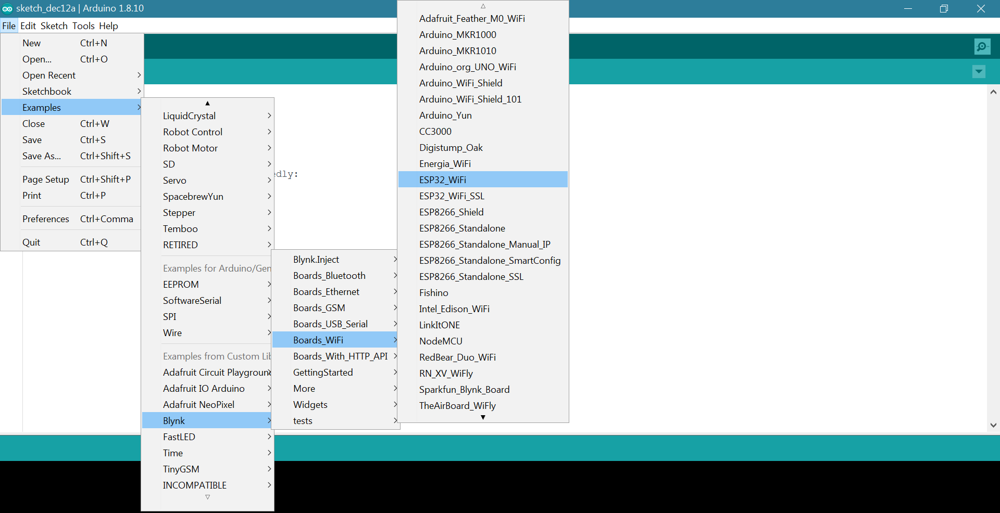 sketch_dec12a | Arduino 1.8.10
File Edit Sketch Tools Help
New Ctrl+N
Open... Ctrl+O
Open Recent
Sketchbook
Examples
Close Ctrl+W
Save Ctrl+S
Save As... Ctrl+Shift+S
Page Setup Ctrl+Shift+P
Print Ctrl+P
Preferences Ctrl+Comma
Quit Ctrl+Q
LiquidCrystal
Robot Control
Robot Motor
SD
Servo
SpacebrewYun
Stepper
Temboo
RETIRED
Examples for Arduino/Gen
EEPROM
SoftwareSerial
SPI
Wire
Examples from Custom Lib
Adafruit Circuit Playground
Adafruit IO Arduino
Adafruit NeoPixel
Blynk
FastLED
Time
TinyGSM
INCOMPATIBLE
edly:
Blynk.Inject
Boards_Bluetooth
Boards_Ethernet
Boards_GSM
Boards_USB_Serial
Boards_WiFi
Boards_With_HTTP_API
GettingStarted
More
Widgets
tests
Adafruit_Feather_M0_WiFi
Arduino_MKR1000
Arduino_MKR1010
Arduino_org_UNO_WiFi
Arduino_WiFi_Shield
Arduino_WiFi_Shield_101
Arduino_Yun
CC3000
Digistump_Oak
Energia_WiFi
ESP32_WiFi
ESP32_WiFi_SSL
ESP8266_Shield
ESP8266_Standalone
ESP8266_Standalone_Manual_IP
ESP8266_Standalone_SmartConfig
ESP8266_Standalone_SSL
Fishino
Intel_Edison_WiFi
LinkItONE
NodeMCU
RedBear_Duo_WiFi
RN_XV_WiFly
Sparkfun_Blynk_Board
TheAirBoard_WiFly